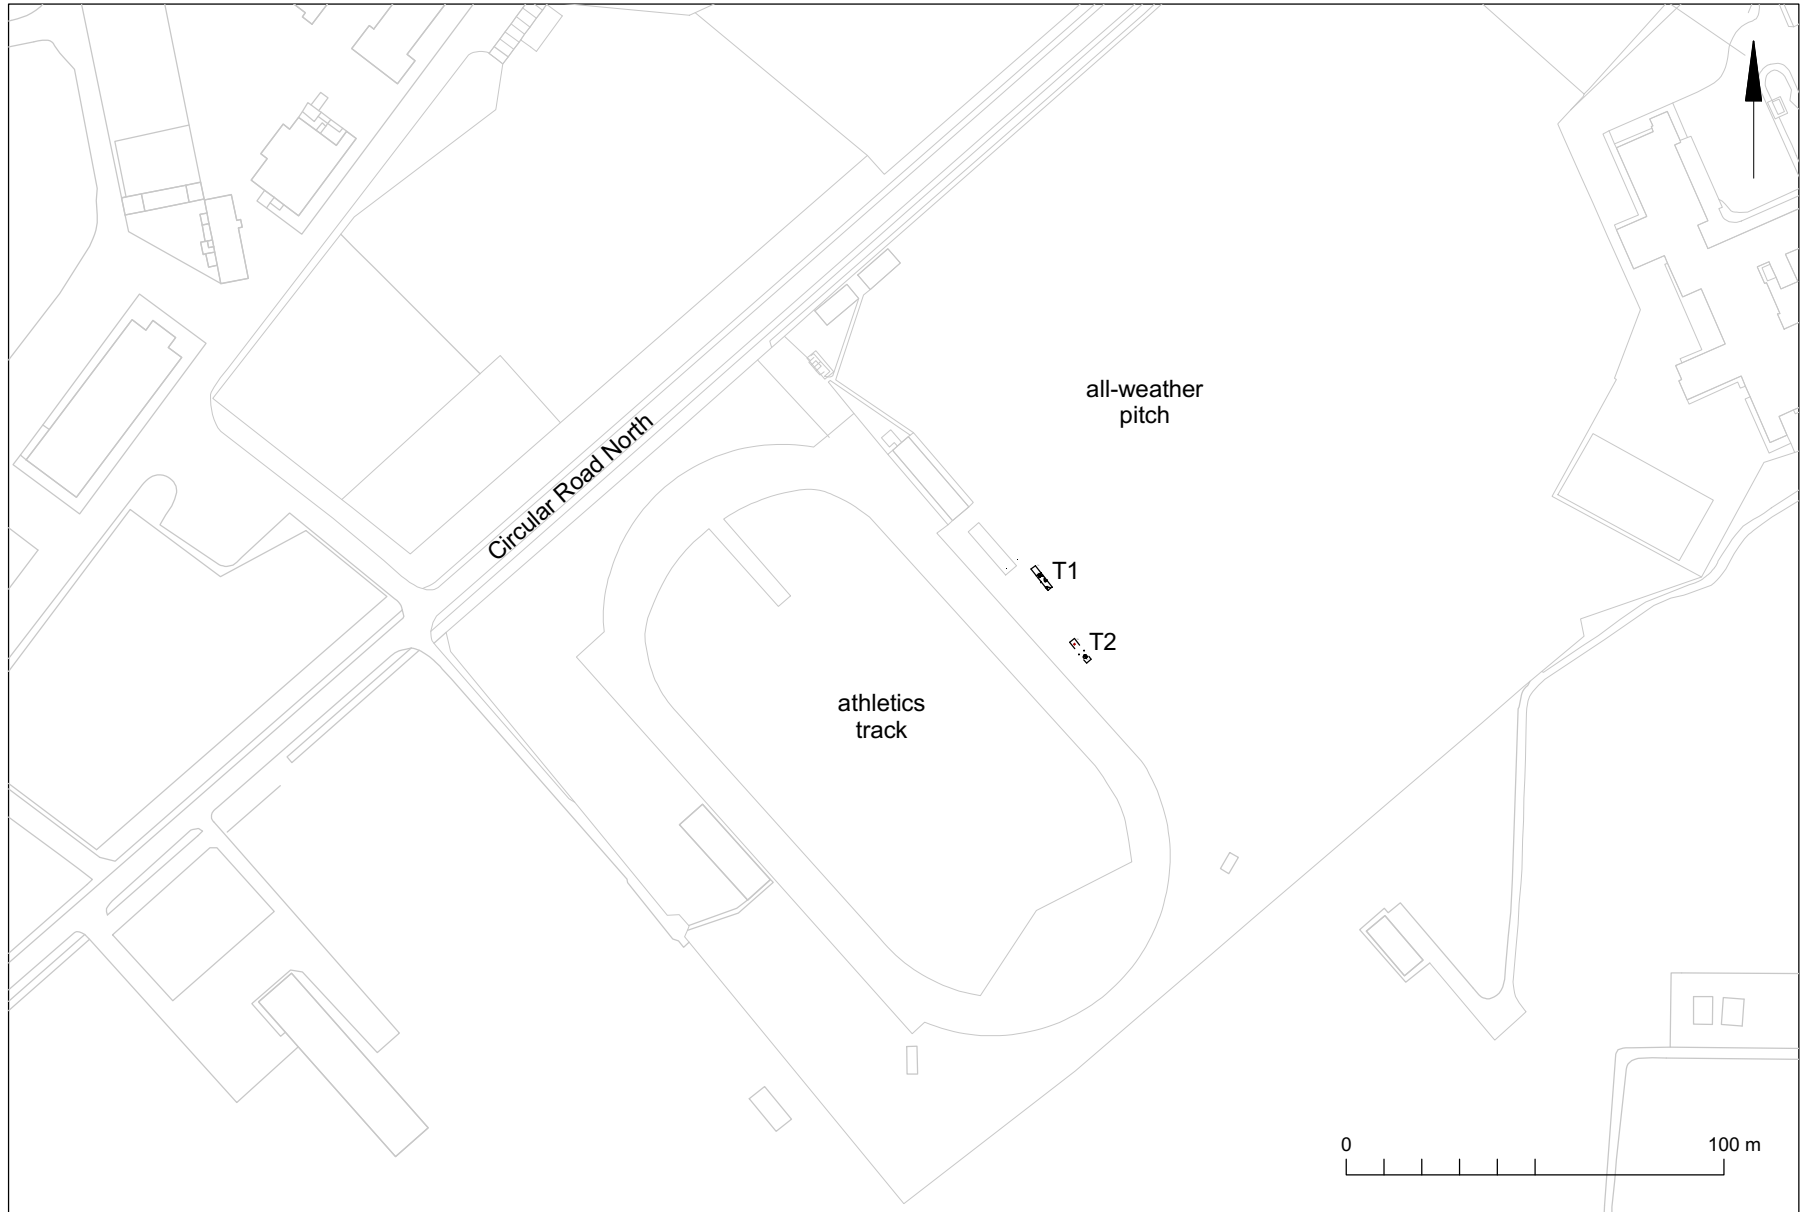 all-weather
pitch
Circular Road North
T1
T2
athletics
track
0 100 m